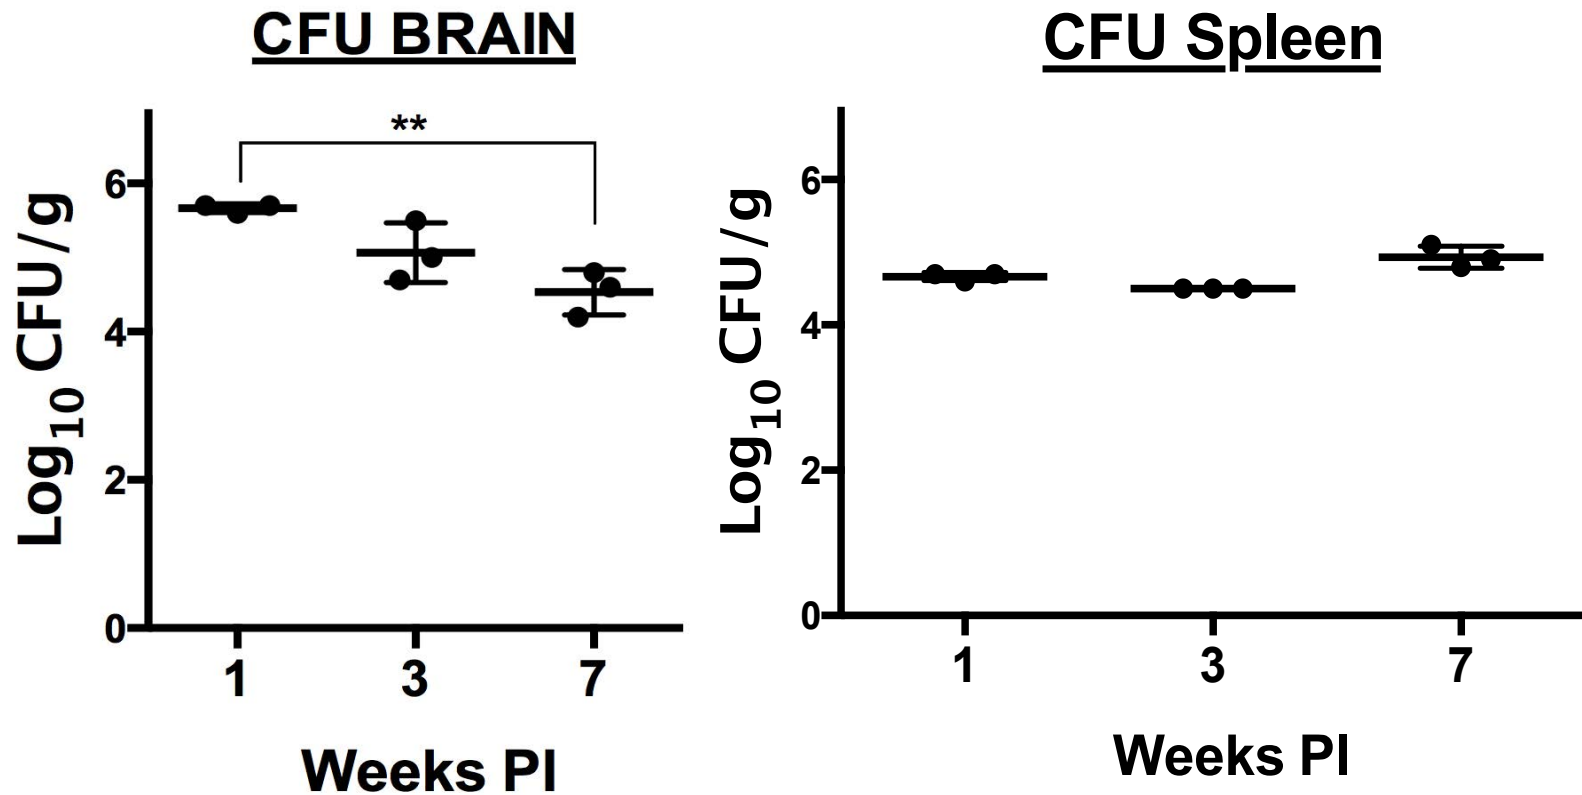 CFU BRAIN
**
Log10 CFU/g
6
4
2
0
1 3 7
Weeks PI
CFU Spleen
Log10 CFU/g
6
4
2
0
1 3 7
Weeks PI